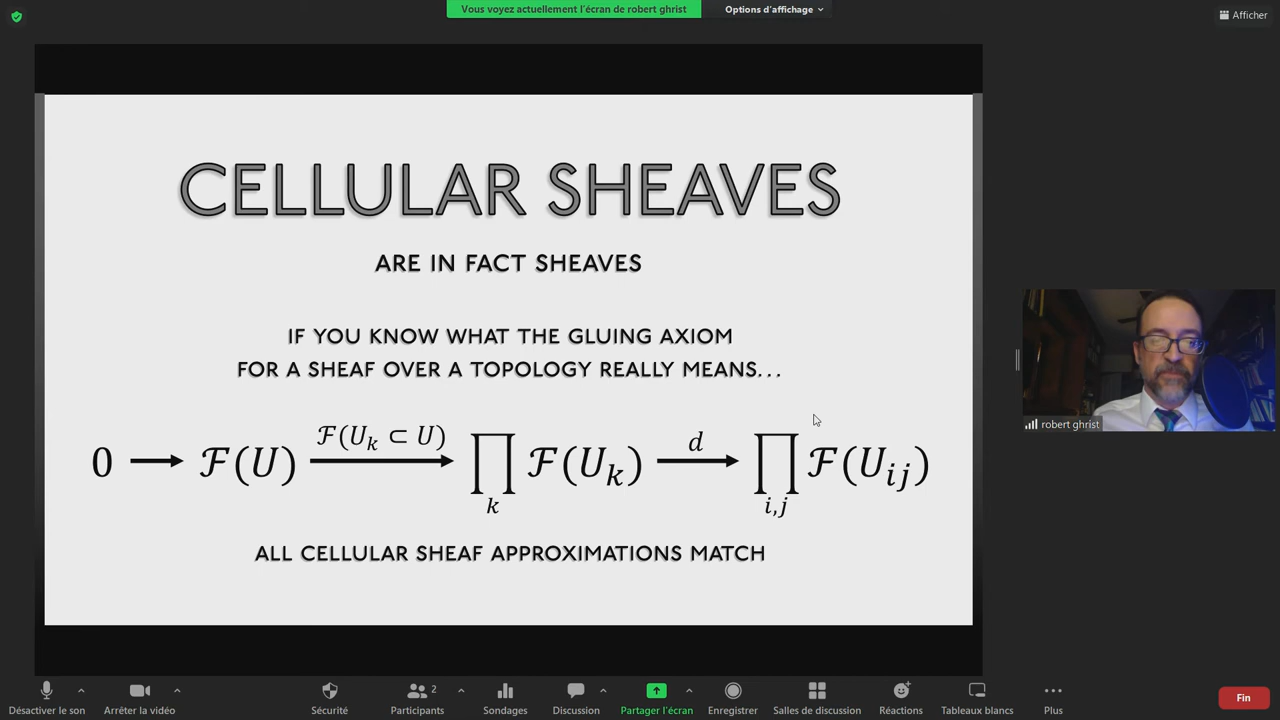 Vous voyez actuellement l'écran de robert ghrist
Options d'affichage
Afficher
CELLULAR SHEAVES
ARE IN FACT SHEAVES
IF YOU KNOW WHAT THE GLUING AXIOM
FOR A SHEAF OVER A TOPOLOGY REALLY MEANS...
0 → ℱ(U) —ℱ(U_k ⊂ U)→ ∏_k ℱ(U_k) —d→ ∏_{i,j} ℱ(U_{ij})
ALL CELLULAR SHEAF APPROXIMATIONS MATCH
robert ghrist
Désactiver le son
Arrêter la vidéo
Sécurité
Participants 2
Sondages
Discussion
Partager l'écran
Enregistrer
Salles de discussion
Réactions
Tableaux blancs
Plus
Fin